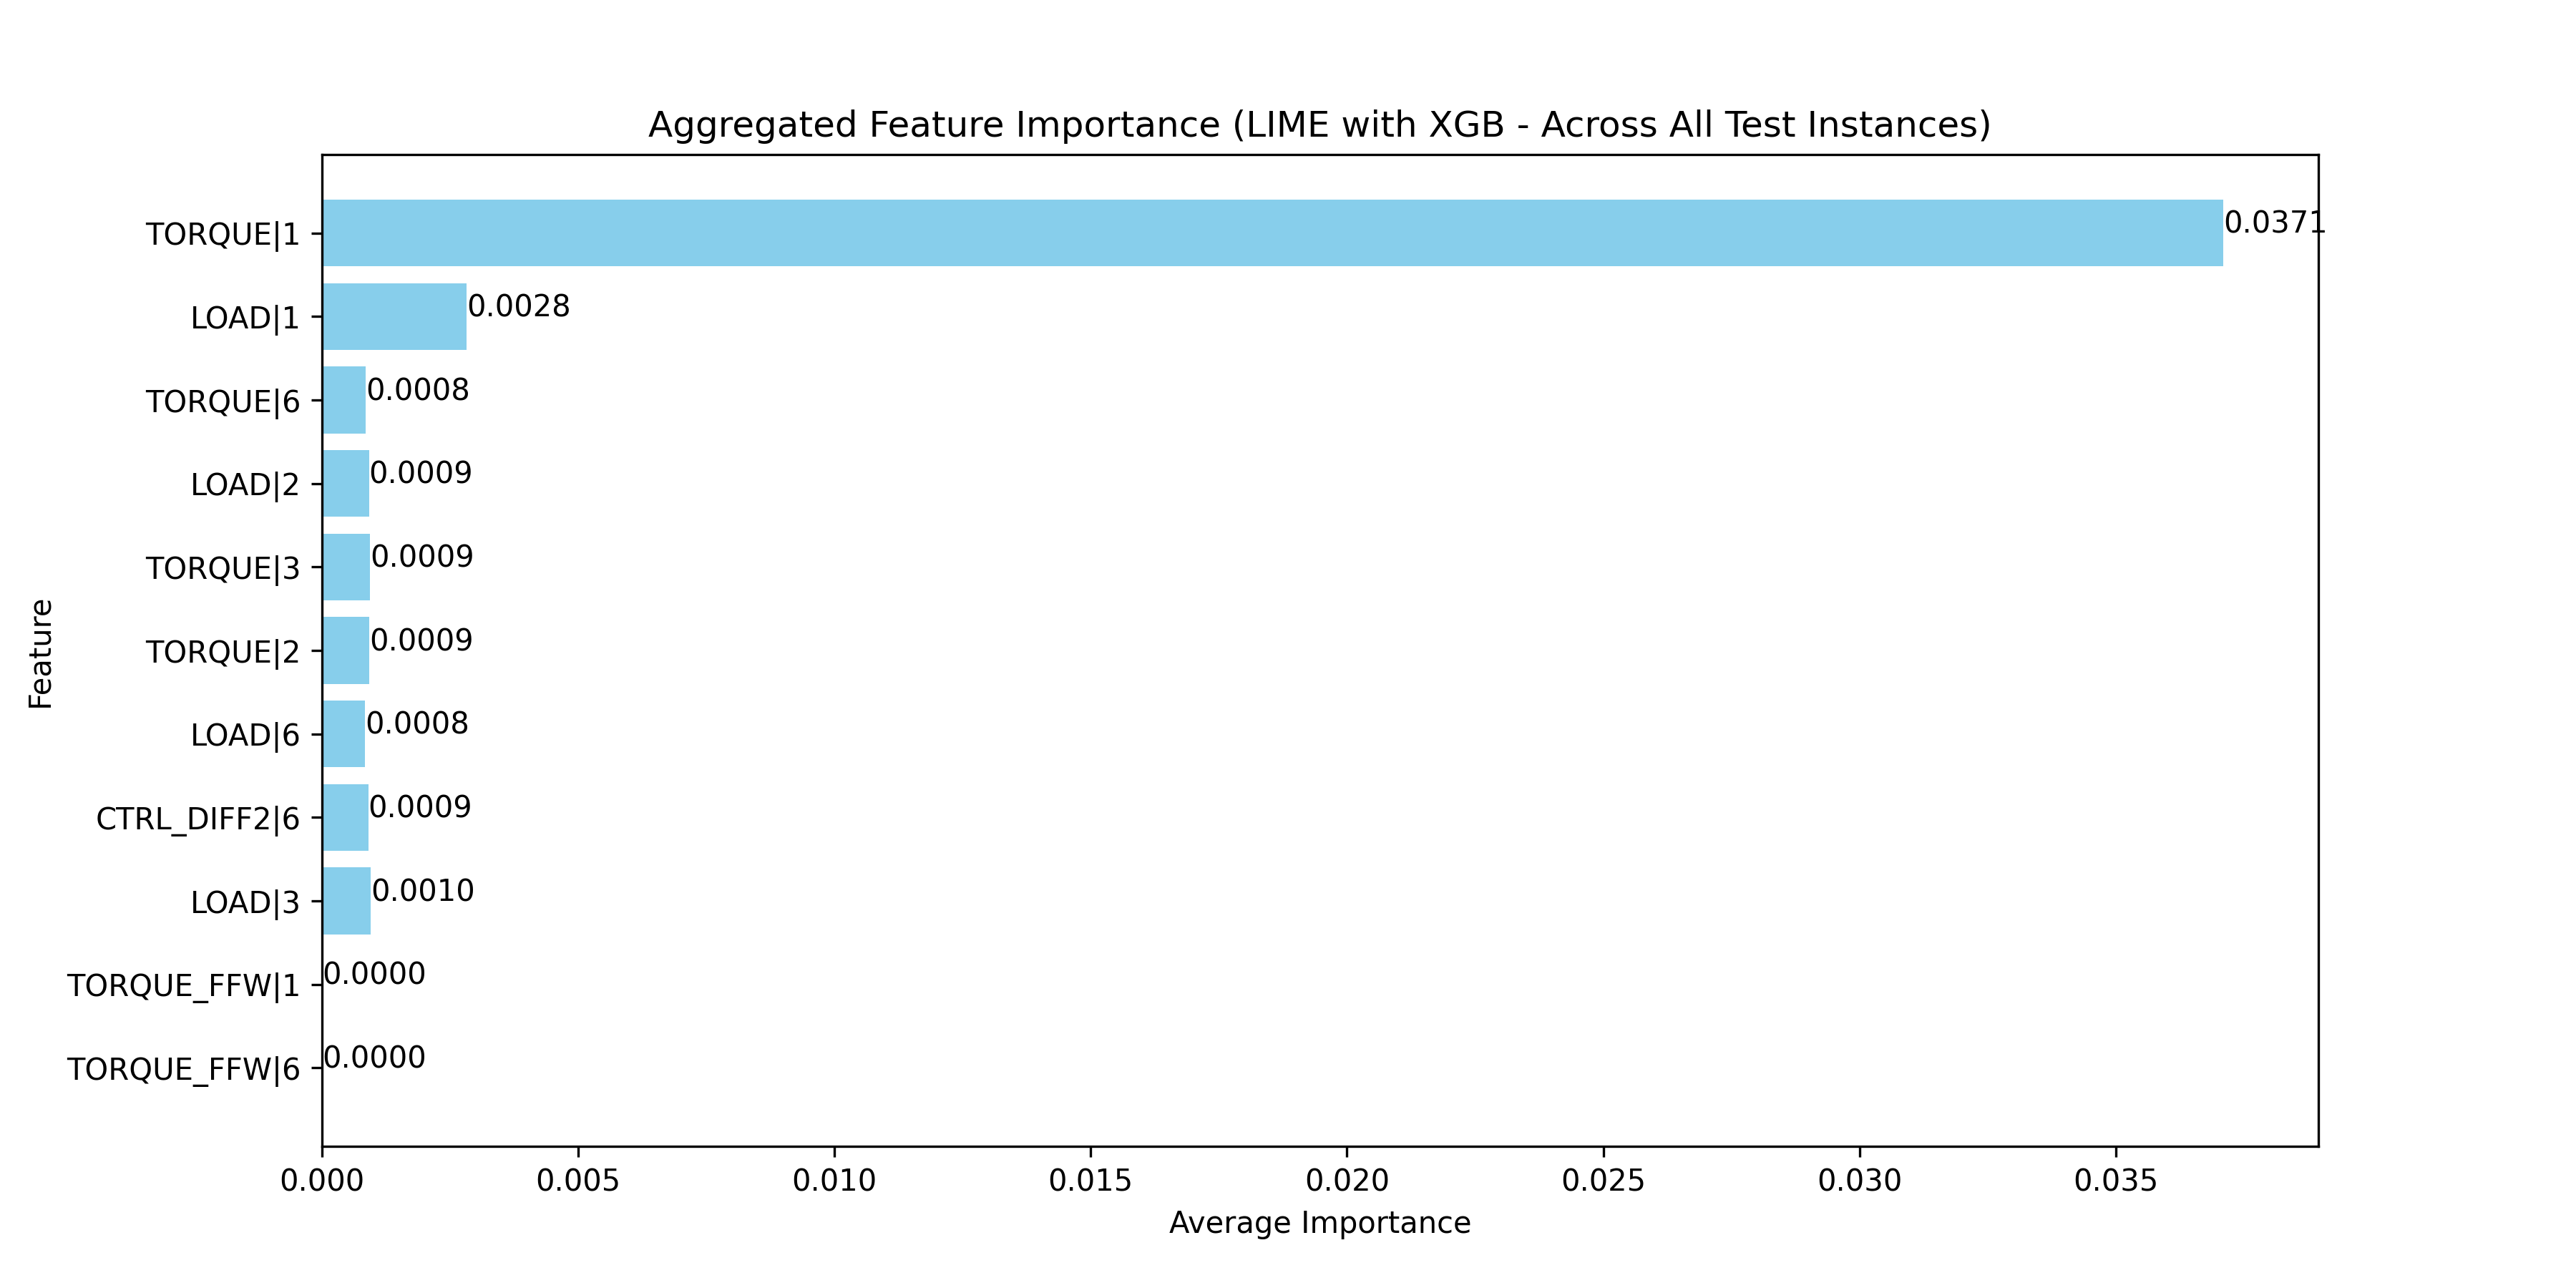 Aggregated Feature Importance (LIME with XGB - Across All Test Instances)
TORQUE|1 0.0371
LOAD|1 0.0028
TORQUE|6 0.0008
LOAD|2 0.0009
TORQUE|3 0.0009
TORQUE|2 0.0009
LOAD|6 0.0008
CTRL_DIFF2|6 0.0009
LOAD|3 0.0010
TORQUE_FFW|1 0.0000
TORQUE_FFW|6 0.0000
Feature
0.000 0.005 0.010 0.015 0.020 0.025 0.030 0.035
Average Importance